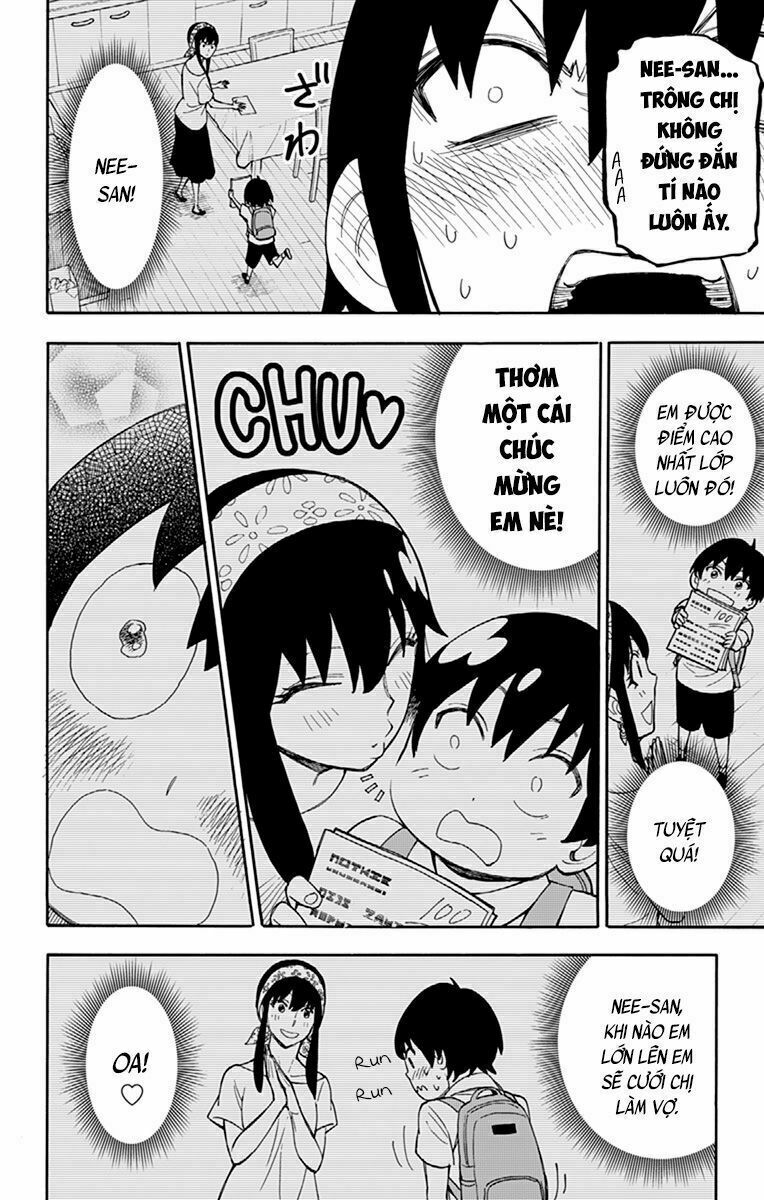 NEE-SAN...
TRÔNG CHỊ
KHÔNG
ĐỨNG ĐẮN
TÍ NÀO
LUÔN ẤY.
AAA
ざわ
NEE-
SAN!
EM ĐƯỢC
ĐIỂM CAO
NHẤT LỚP
LUÔN ĐÓ!
100
TUYỆT
QUÁ!
THƠM
MỘT CÁI
CHÚC
MỪNG
EM NÈ!
CHU♡
100
NEE-SAN,
KHI NÀO EM
LỚN LÊN EM
SẼ CƯỚI CHỊ
LÀM VỢ.
Run
Run
OA!
♡